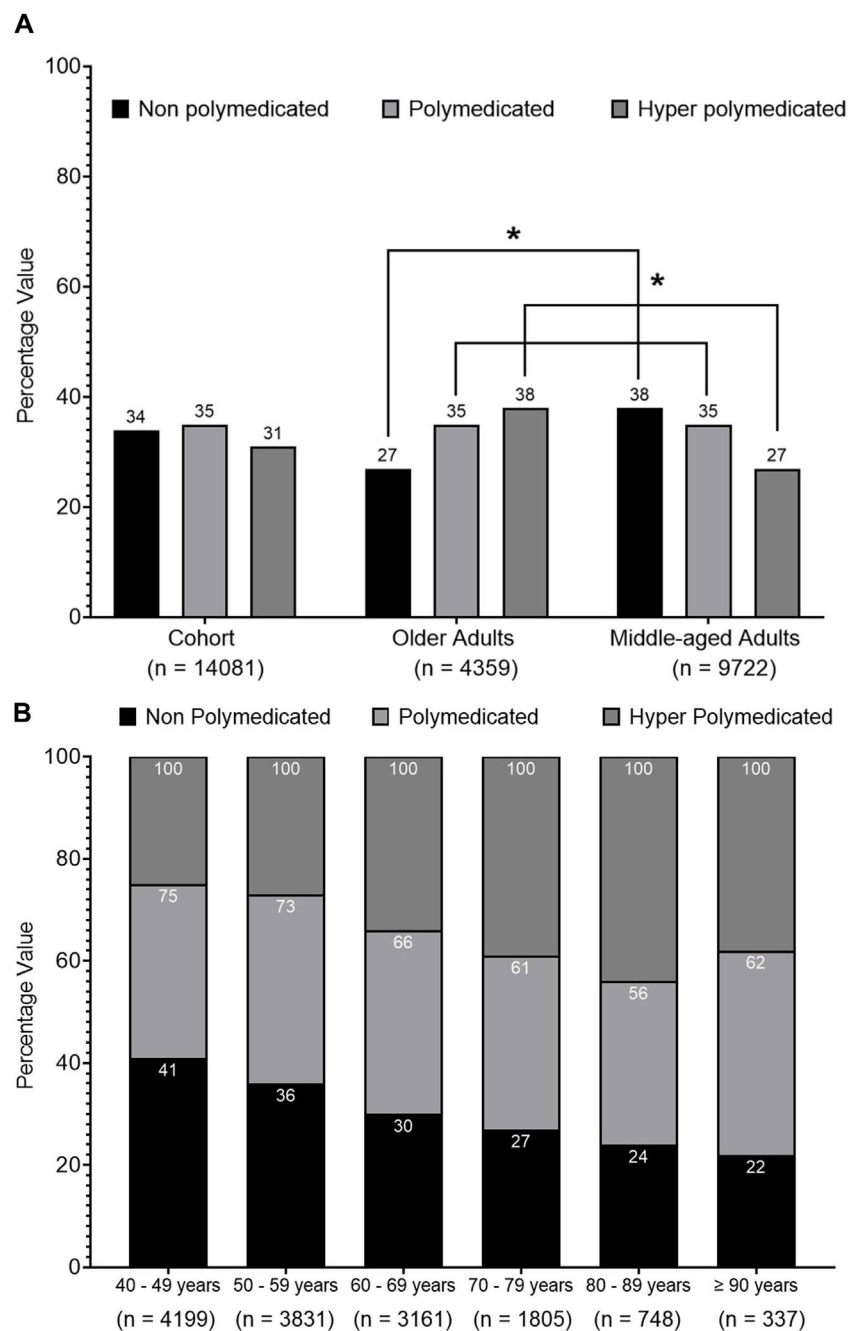 A
100
Non polymedicated Polymedicated Hyper polymedicated
80
*
60
*
40
38 38
34 35 35 35
31
27 27
20
0
Percentage Value
Cohort Older Adults Middle-aged Adults
(n = 14081) (n = 4359) (n = 9722)
B
Non Polymedicated Polymedicated Hyper Polymedicated
100
100 100 100 100 100 100
80
75 73 66 61 56 62
60
40
41 36 30 27 24 22
20
0
Percentage Value
40 - 49 years 50 - 59 years 60 - 69 years 70 - 79 years 80 - 89 years ≥ 90 years
(n = 4199) (n = 3831) (n = 3161) (n = 1805) (n = 748) (n = 337)